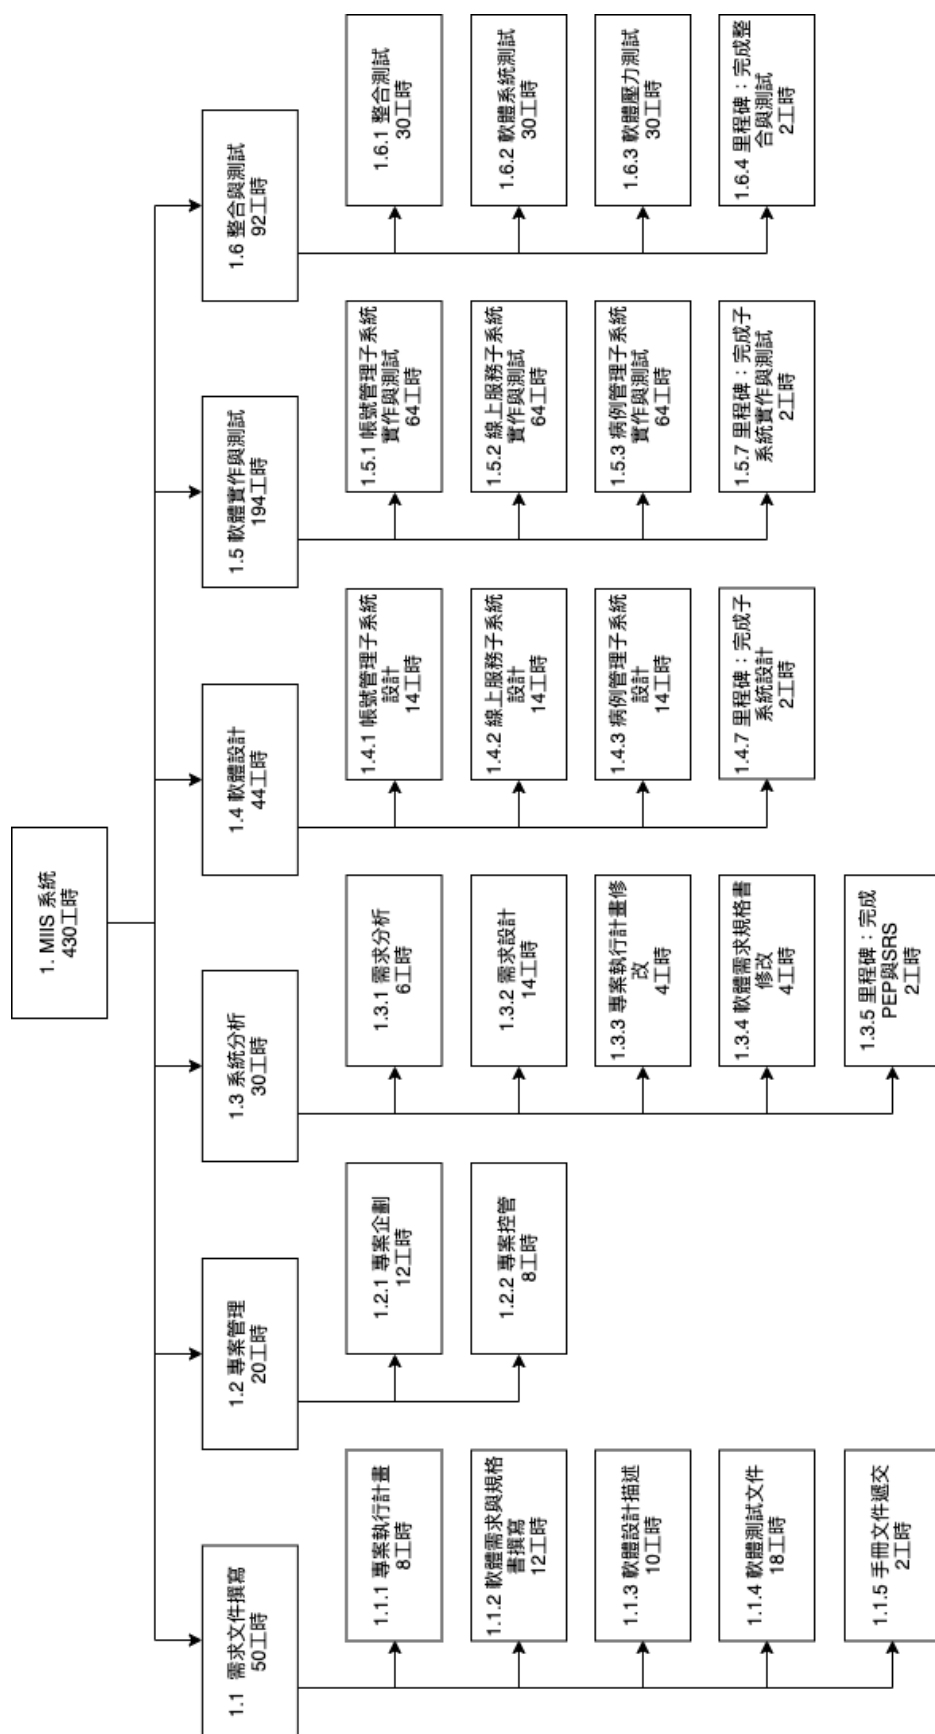 1. MIIS 系統
430工時
1.1 需求文件撰寫
50工時
1.1.1 專案執行計畫
8工時
1.1.2 軟體需求與規格
書撰寫
12工時
1.1.3 軟體設計描述
10工時
1.1.4 軟體測試文件
18工時
1.1.5 手冊文件遞交
2工時
1.2 專案管理
20工時
1.2.1 專案企劃
12工時
1.2.2 專案控管
8工時
1.3 系統分析
30工時
1.3.1 需求分析
6工時
1.3.2 需求設計
14工時
1.3.3 專案執行計畫修
改
4工時
1.3.4 軟體需求規格書
修改
4工時
1.3.5 里程碑：完成
PEP與SRS
2工時
1.4 軟體設計
44工時
1.4.1 帳號管理子系統
設計
14工時
1.4.2 線上服務子系統
設計
14工時
1.4.3 病例管理子系統
設計
14工時
1.4.7 里程碑：完成子
系統設計
2工時
1.5 軟體實作與測試
194工時
1.5.1 帳號管理子系統
實作與測試
64工時
1.5.2 線上服務子系統
實作與測試
64工時
1.5.3 病例管理子系統
實作與測試
64工時
1.5.7 里程碑：完成子
系統實作與測試
2工時
1.6 整合與測試
92工時
1.6.1 整合測試
30工時
1.6.2 軟體系統測試
30工時
1.6.3 軟體壓力測試
30工時
1.6.4 里程碑：完成整
合與測試
2工時